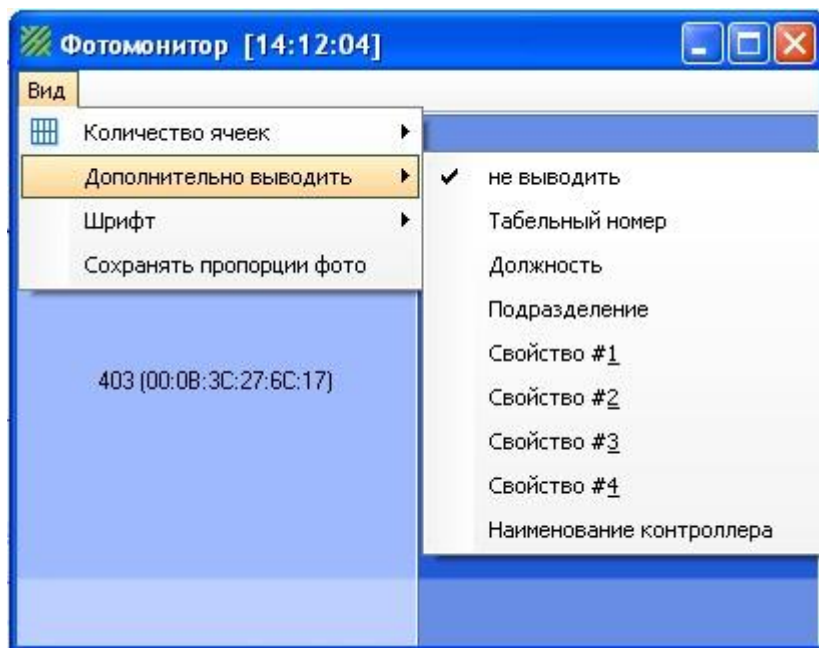 Фотомонитор [14:12:04]
Вид
Количество ячеек
Дополнительно выводить
Шрифт
Сохранять пропорции фото
не выводить
Табельный номер
Должность
Подразделение
Свойство #1
Свойство #2
Свойство #3
Свойство #4
Наименование контроллера
403 (00:0B:3C:27:6C:17)